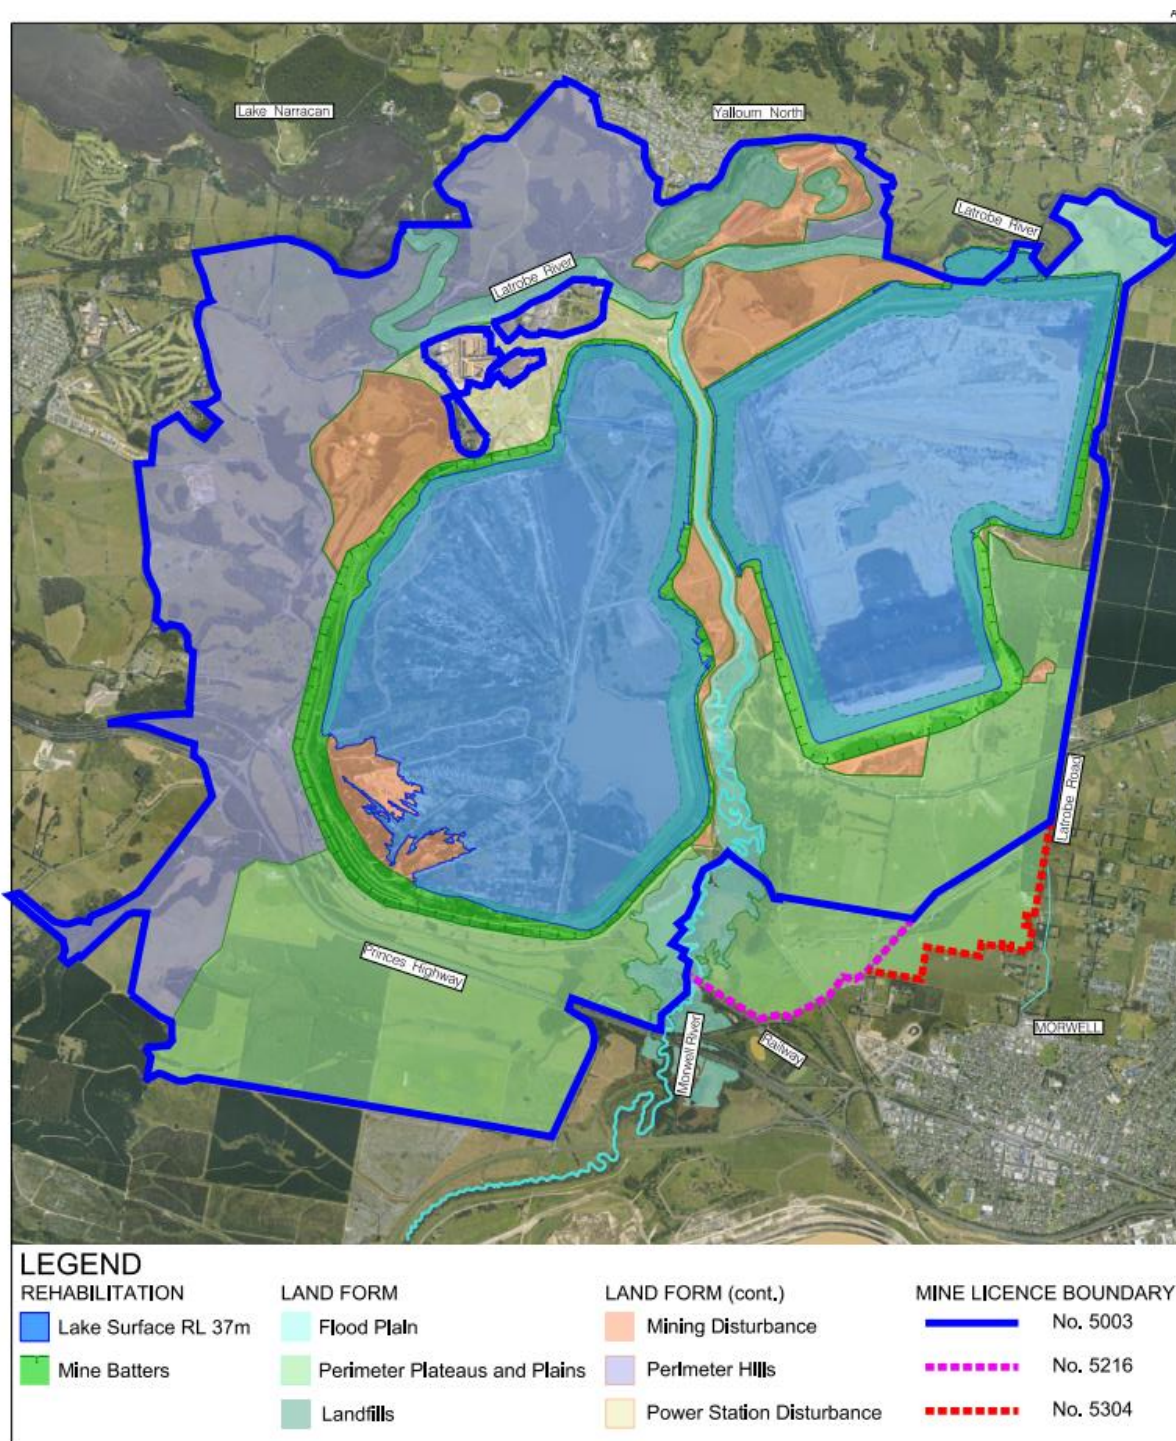 Lake Narracan
Yallourn North
Latrobe River
Latrobe River
Princes Highway
Latrobe Road
Morwell River
Railway
MORWELL
LEGEND
REHABILITATION
Lake Surface RL 37m
Mine Batters
LAND FORM
Flood Plain
Perimeter Plateaus and Plains
Landfills
LAND FORM (cont.)
Mining Disturbance
Perimeter Hills
Power Station Disturbance
MINE LICENCE BOUNDARY
No. 5003
No. 5216
No. 5304